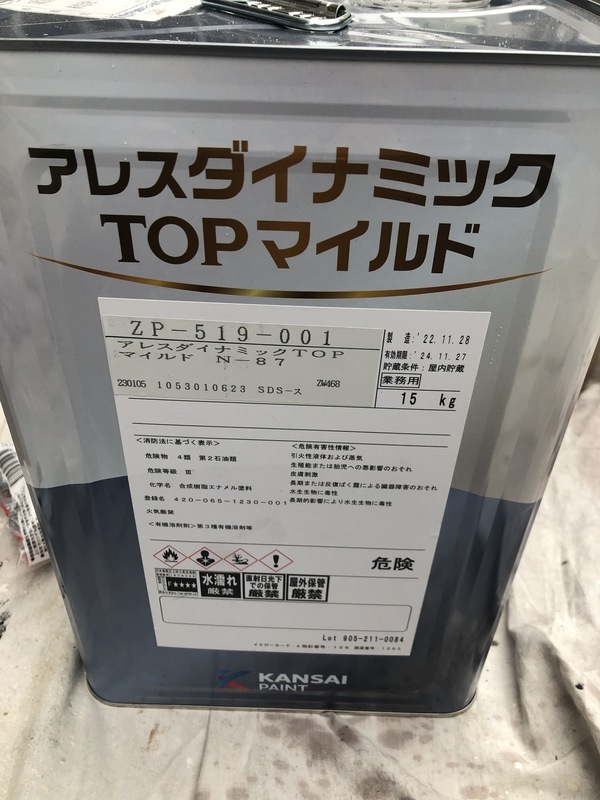 アレスダイナミック
TOPマイルド
ZP-519-001
アレスダイナミックTOP
マイルド N-87
230105 1053010623 SDS-ス ZW468
製 造:'22.11.28
有効期限:'24.11.27
貯蔵条件:屋内貯蔵
業務用
15 kg
<消防法に基づく表示>
危険物 4類 第2石油類
危険等級 Ⅲ
化学名 合成樹脂エナメル塗料
登録名 420-065-1230-001
火気厳禁
<有機溶剤則>第3種有機溶剤等
<危険有害性情報>
引火性液体および蒸気
生殖能または胎児への悪影響のおそれ
皮膚刺激
長期または反復ばく露による臓器障害のおそれ
水生生物に毒性
長期的影響により水生生物に毒性
危険
F★★★★
水濡れ
厳禁
直射日光下
での保管
厳禁
屋外保管
厳禁
Lot 905-211-0084
KANSAI
PAINT